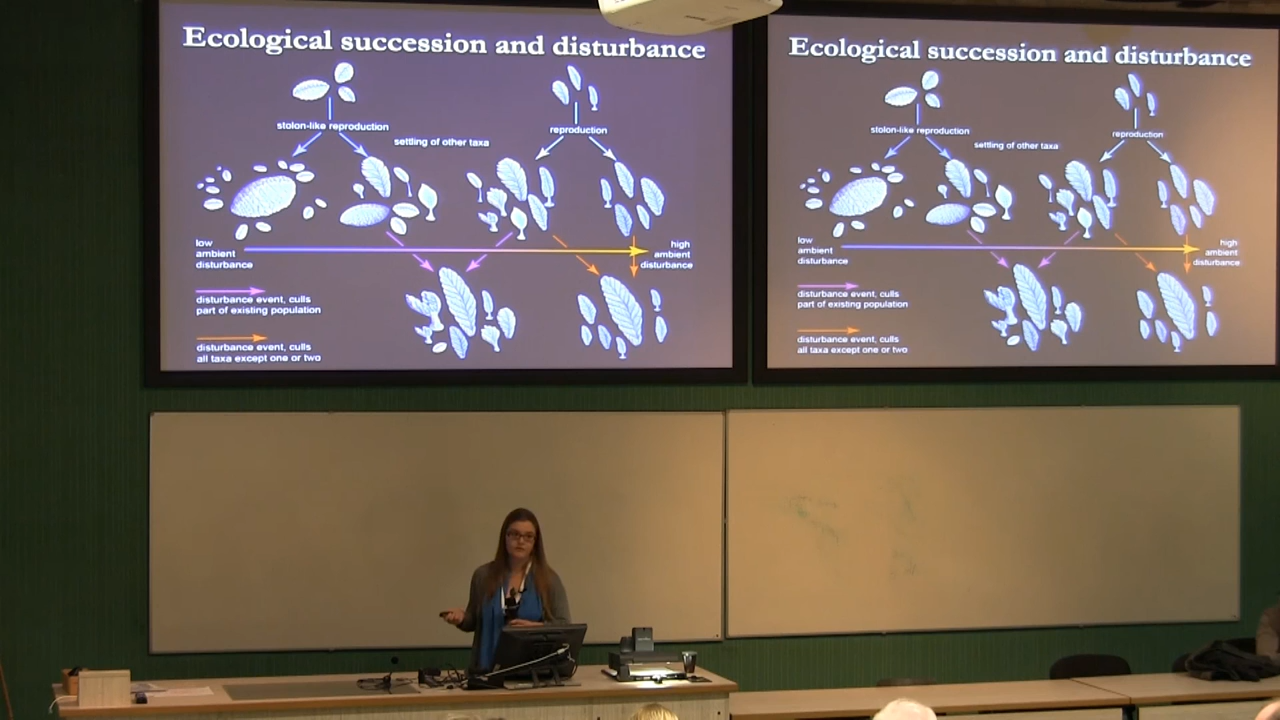 Ecological succession and disturbance
stolon-like reproduction
settling of other taxa
reproduction
low
ambient
disturbance
high
ambient
disturbance
disturbance event, culls
part of existing population
disturbance event, culls
all taxa except one or two
Ecological succession and disturbance
stolon-like reproduction
settling of other taxa
reproduction
low
ambient
disturbance
high
ambient
disturbance
disturbance event, culls
part of existing population
disturbance event, culls
all taxa except one or two